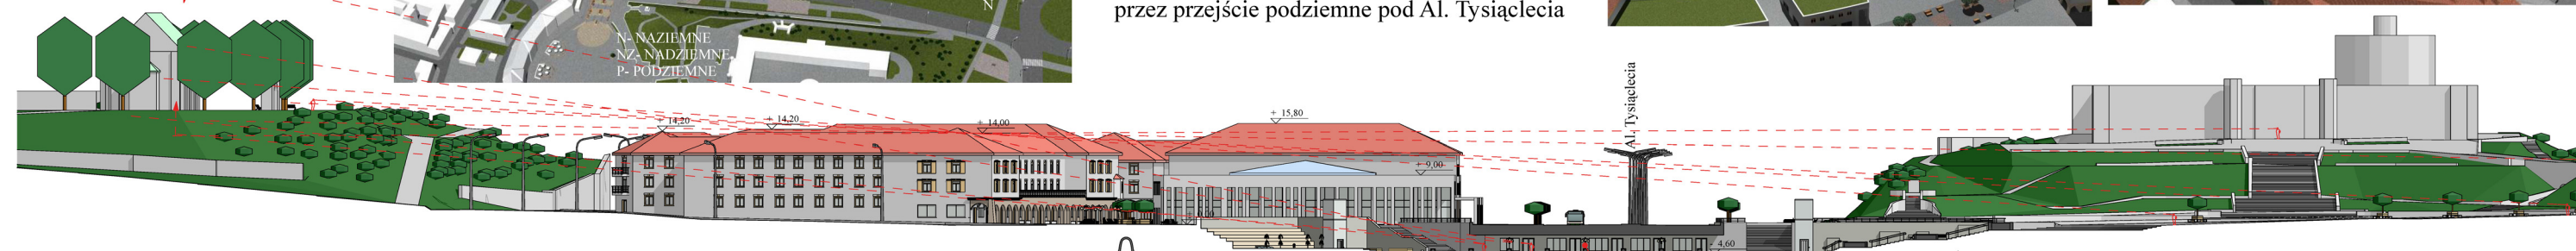 przez przejście podziemne pod Al. Tysiąclecia
N
N- NAZIEMNE
NZ- NADZIEMNE
P- PODZIEMNE
N
Al. Tysiąclecia
+ 15,80
+ 14,20
+ 14,20
+ 14,00
+ 9,00
- 4,60